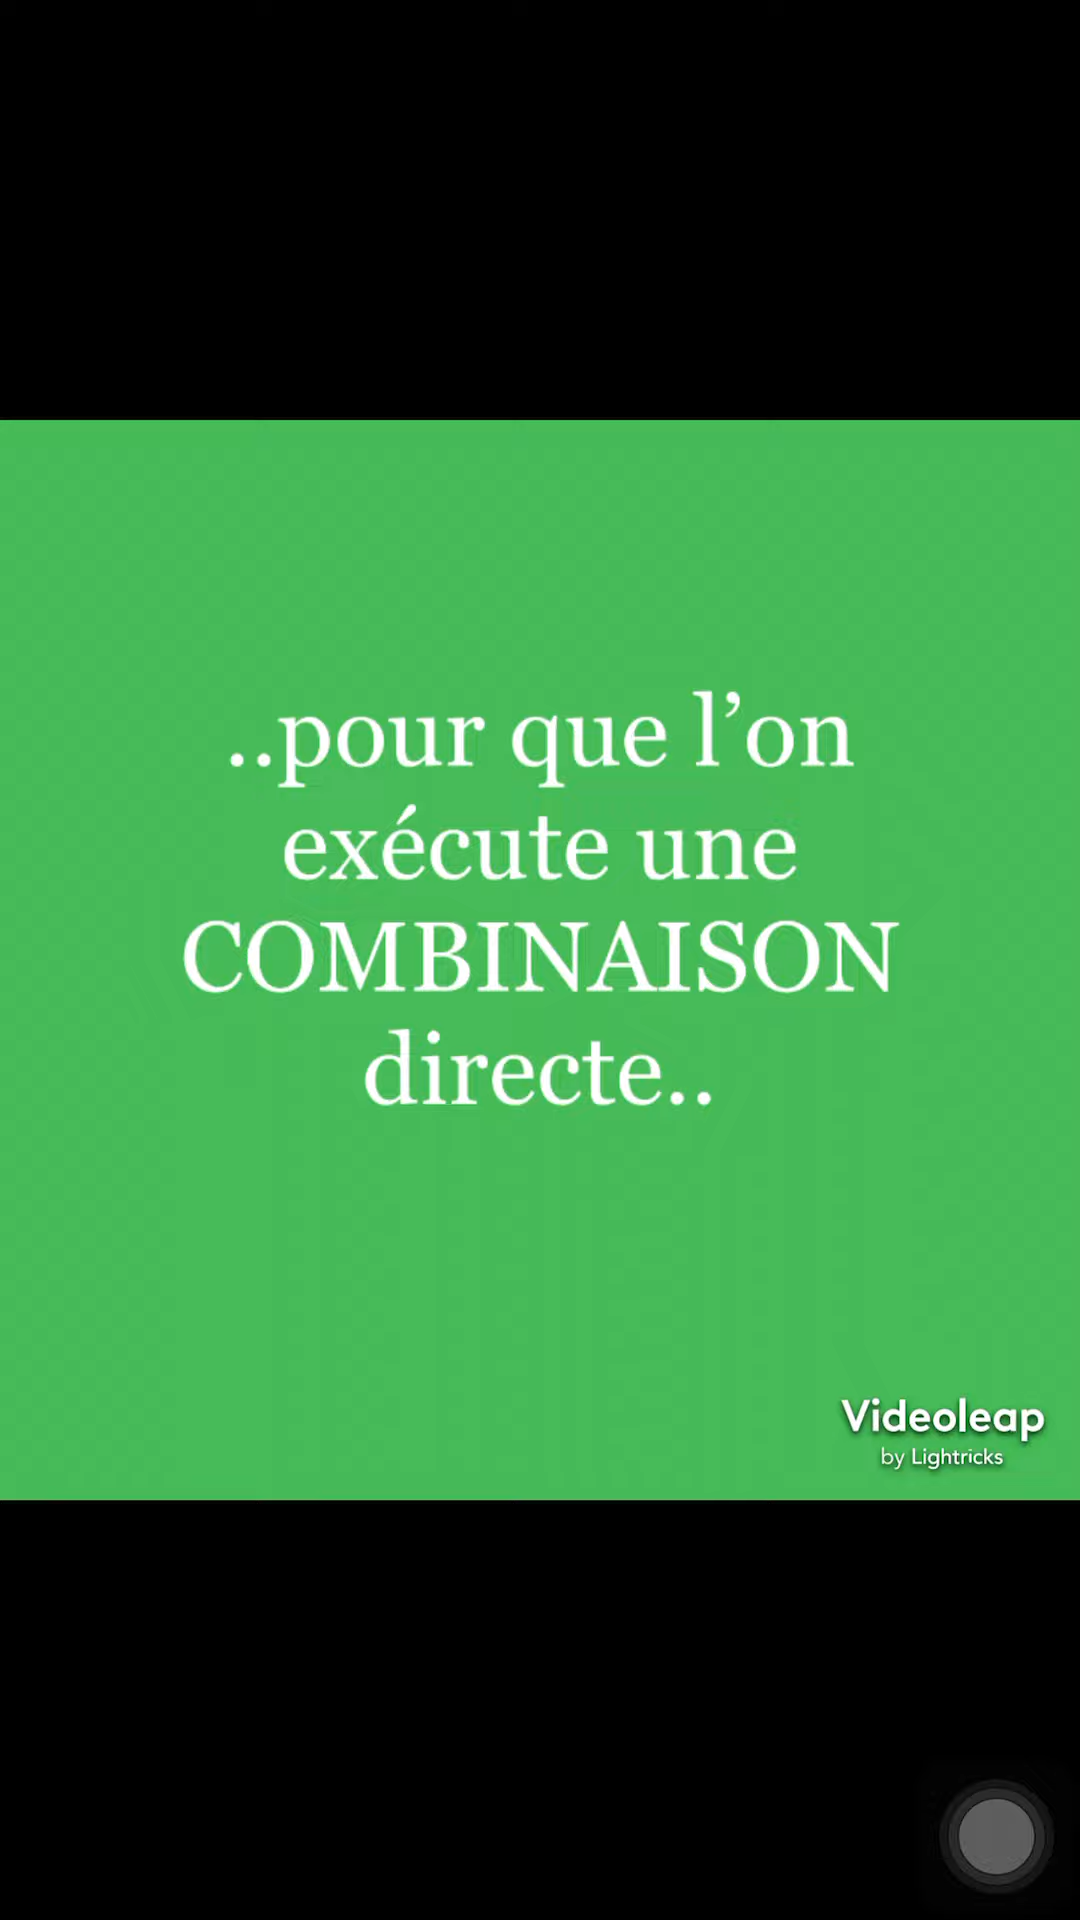 ..pour que l’on
exécute une
COMBINAISON
directe..
Videoleap
by Lightricks